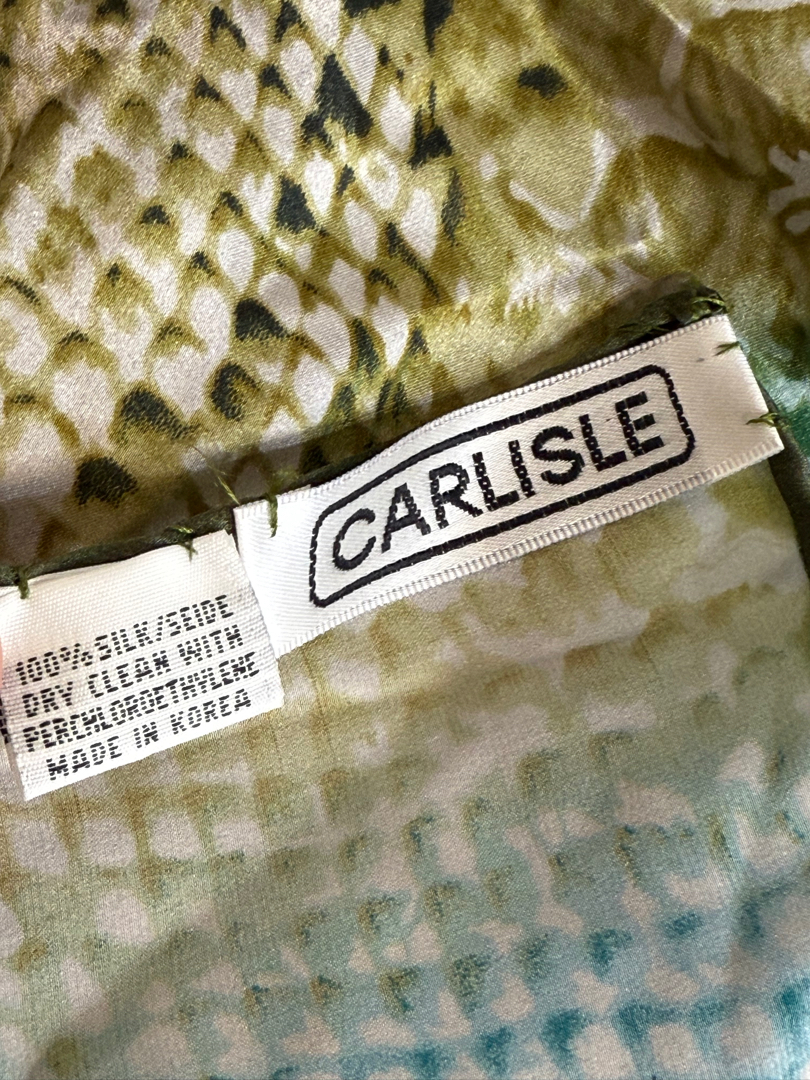 CARLISLE
100% SILK/SEIDE
DRY CLEAN WITH
PERCHLOROETHYLENE
MADE IN KOREA